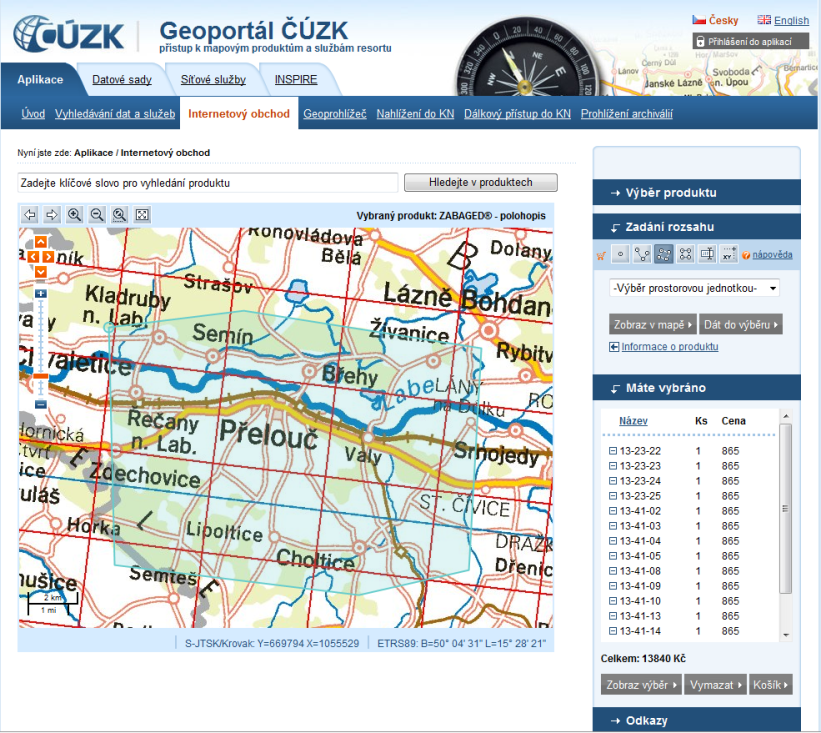 ČÚZK
Geoportál ČÚZK
přístup k mapovým produktům a službám resortu
Česky English
Přihlášení do aplikací
Aplikace Datové sady Síťové služby INSPIRE
Úvod Vyhledávání dat a služeb Internetový obchod Geoprohlížeč Nahlížení do KN Dálkový přístup do KN Prohlížení archiválií
Nyní jste zde: Aplikace / Internetový obchod
Zadejte klíčové slovo pro vyhledání produktu Hledejte v produktech
Vybraný produkt: ZABAGED® - polohopis
Dolany
Bělá
Strašov
Kladruby
n. Lab.
Lázně Bohdan
Semín
Živanice
Rybitv
Břehy
Labe
LÁNY
na Důlku
Řečany
n. Lab.
Přelouč
Valy
Srnojedy
Zdechovice
ST. ČÍVICE
Horka
Lipoltice
Choltice
Semteš
2 km
1 mi
S-JTSK/Krovak: Y=669794 X=1055529 ETRS89: B=50° 04' 31" L=15° 28' 21"
Výběr produktu
Zadání rozsahu
nápověda
-Výběr prostorovou jednotkou-
Zobraz v mapě Dát do výběru
Informace o produktu
Máte vybráno
Název Ks Cena
13-23-22 1 865
13-23-23 1 865
13-23-24 1 865
13-23-25 1 865
13-41-02 1 865
13-41-03 1 865
13-41-04 1 865
13-41-05 1 865
13-41-08 1 865
13-41-09 1 865
13-41-10 1 865
13-41-13 1 865
13-41-14 1 865
Celkem: 13840 Kč
Zobraz výběr Vymazat Košík
Odkazy